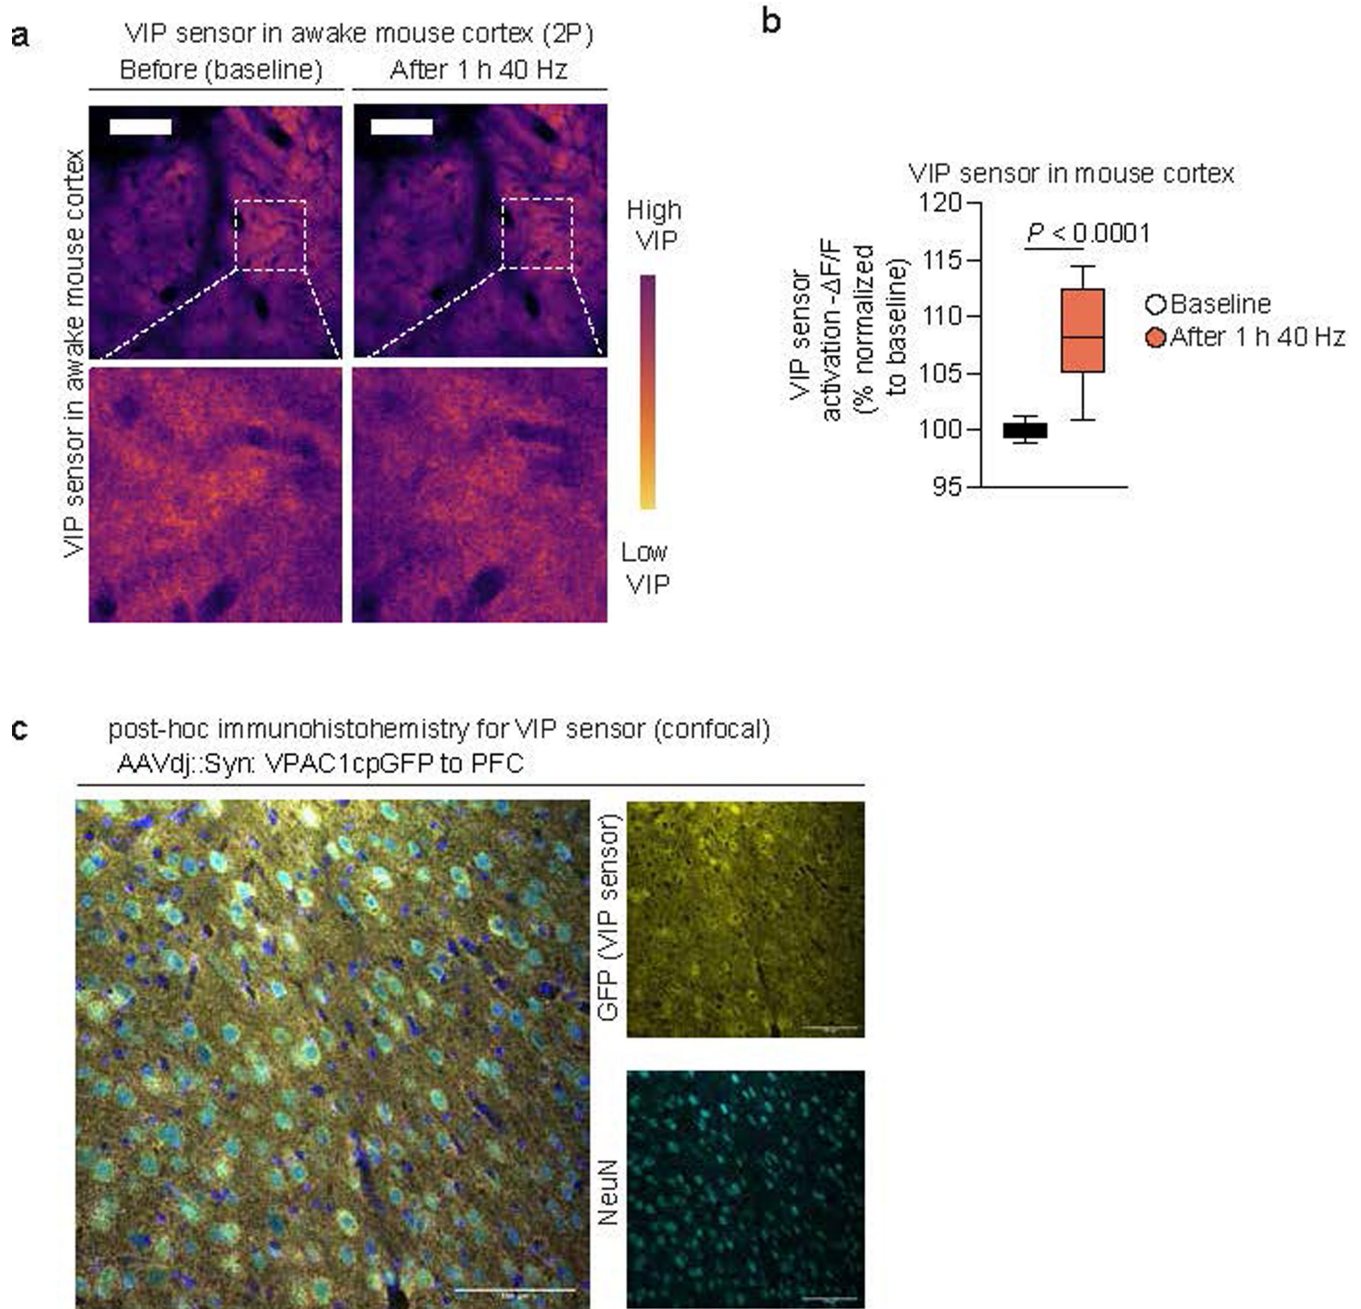 a
VIP sensor in awake mouse cortex (2P)
Before (baseline)
After 1 h 40 Hz
VIP sensor in awake mouse cortex
High
VIP
Low
VIP
b
VIP sensor in mouse cortex
VIP sensor
activation -ΔF/F
(% normalized
to baseline)
120
115
110
105
100
95
P < 0.0001
Baseline
After 1 h 40 Hz
c
post-hoc immunohistohemistry for VIP sensor (confocal)
AAVdj::Syn: VPAC1cpGFP to PFC
GFP (VIP sensor)
NeuN